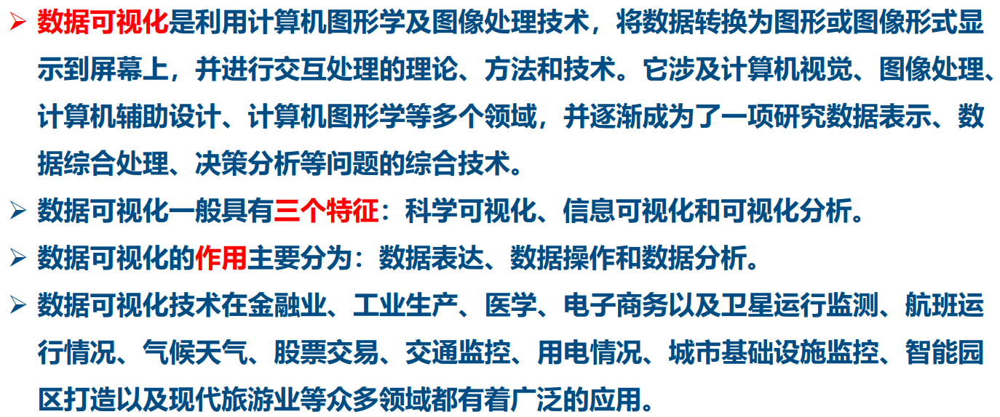 ➢ 数据可视化是利用计算机图形学及图像处理技术，将数据转换为图形或图像形式显
示到屏幕上，并进行交互处理的理论、方法和技术。它涉及计算机视觉、图像处理、
计算机辅助设计、计算机图形学等多个领域，并逐渐成为了一项研究数据表示、数
据综合处理、决策分析等问题的综合技术。
➢ 数据可视化一般具有三个特征：科学可视化、信息可视化和可视化分析。
➢ 数据可视化的作用主要分为：数据表达、数据操作和数据分析。
➢ 数据可视化技术在金融业、工业生产、医学、电子商务以及卫星运行监测、航班运
行情况、气候天气、股票交易、交通监控、用电情况、城市基础设施监控、智能园
区打造以及现代旅游业等众多领域都有着广泛的应用。